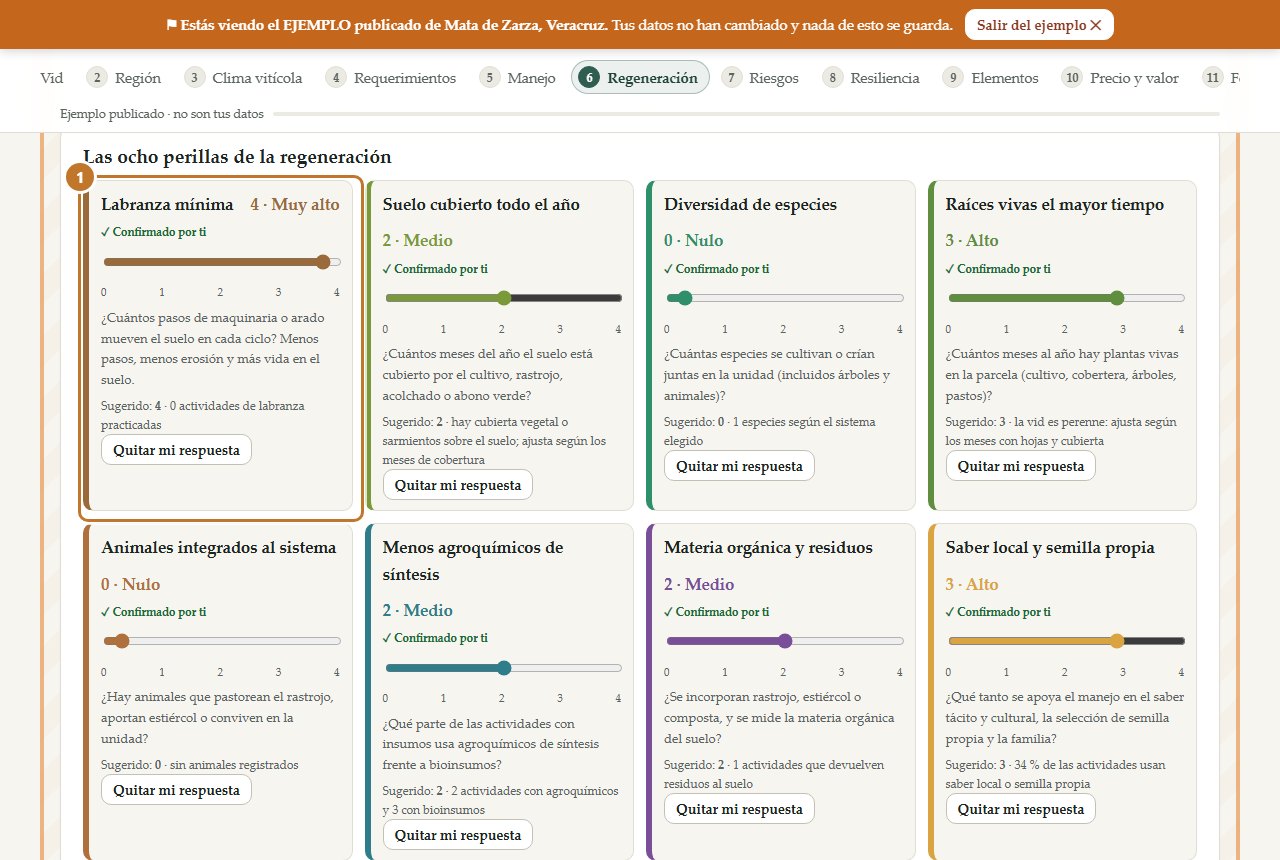 ⚑ Estás viendo el EJEMPLO publicado de Mata de Zarza, Veracruz. Tus datos no han cambiado y nada de esto se guarda. Salir del ejemplo ✕
Vid 2 Región 3 Clima vitícola 4 Requerimientos 5 Manejo 6 Regeneración 7 Riesgos 8 Resiliencia 9 Elementos 10 Precio y valor 11
Ejemplo publicado · no son tus datos
Las ocho perillas de la regeneración
1
Labranza mínima 4 · Muy alto
✓ Confirmado por ti
0 1 2 3 4
¿Cuántos pasos de maquinaria o arado
mueven el suelo en cada ciclo? Menos
pasos, menos erosión y más vida en el
suelo.
Sugerido: 4 · 0 actividades de labranza
practicadas
Quitar mi respuesta
Suelo cubierto todo el año
2 · Medio
✓ Confirmado por ti
0 1 2 3 4
¿Cuántos meses del año el suelo está
cubierto por el cultivo, rastrojo,
acolchado o abono verde?
Sugerido: 2 · hay cubierta vegetal o
sarmientos sobre el suelo; ajusta según los
meses de cobertura
Quitar mi respuesta
Diversidad de especies
0 · Nulo
✓ Confirmado por ti
0 1 2 3 4
¿Cuántas especies se cultivan o crían
juntas en la unidad (incluidos árboles y
animales)?
Sugerido: 0 · 1 especies según el sistema
elegido
Quitar mi respuesta
Raíces vivas el mayor tiempo
3 · Alto
✓ Confirmado por ti
0 1 2 3 4
¿Cuántos meses al año hay plantas vivas
en la parcela (cultivo, cobertera, árboles,
pastos)?
Sugerido: 3 · la vid es perenne: ajusta según
los meses con hojas y cubierta
Quitar mi respuesta
Animales integrados al sistema
0 · Nulo
✓ Confirmado por ti
0 1 2 3 4
¿Hay animales que pastorean el rastrojo,
aportan estiércol o conviven en la
unidad?
Sugerido: 0 · sin animales registrados
Quitar mi respuesta
Menos agroquímicos de
síntesis
2 · Medio
✓ Confirmado por ti
0 1 2 3 4
¿Qué parte de las actividades con
insumos usa agroquímicos de síntesis
frente a bioinsumos?
Sugerido: 2 · 2 actividades con agroquímicos
y 3 con bioinsumos
Quitar mi respuesta
Materia orgánica y residuos
2 · Medio
✓ Confirmado por ti
0 1 2 3 4
¿Se incorporan rastrojo, estiércol o
composta, y se mide la materia orgánica
del suelo?
Sugerido: 2 · 1 actividades que devuelven
residuos al suelo
Quitar mi respuesta
Saber local y semilla propia
3 · Alto
✓ Confirmado por ti
0 1 2 3 4
¿Qué tanto se apoya el manejo en el saber
tácito y cultural, la selección de semilla
propia y la familia?
Sugerido: 3 · 34 % de las actividades usan
saber local o semilla propia
Quitar mi respuesta